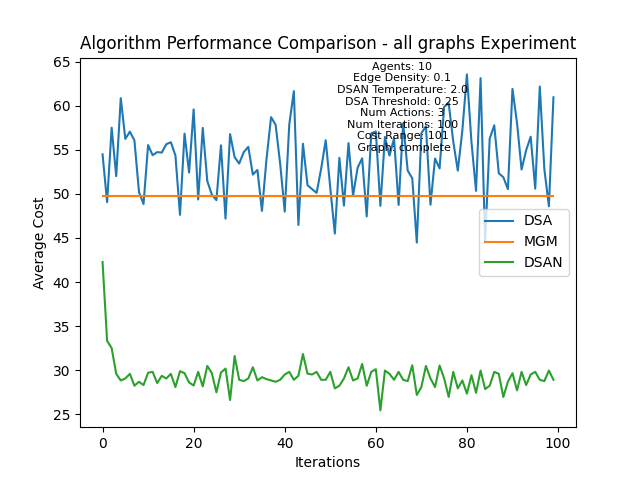 Algorithm Performance Comparison - all graphs Experiment
Agents: 10
Edge Density: 0.1
DSAN Temperature: 2.0
DSA Threshold: 0.25
Num Actions: 3
Num Iterations: 100
Cost Range: 101
Graph: complete
65
60
55
50
45
40
35
30
25
Average Cost
DSA
MGM
DSAN
0
20
40
60
80
100
Iterations